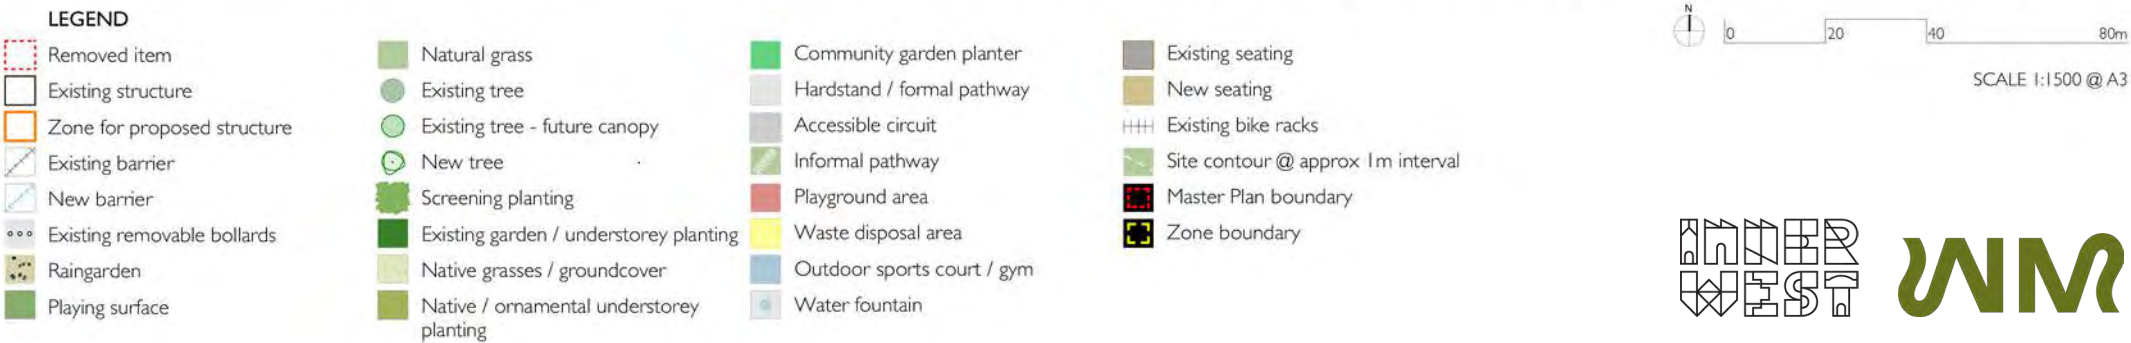 LEGEND
Removed item
Existing structure
Zone for proposed structure
Existing barrier
New barrier
Existing removable bollards
Raingarden
Playing surface
Natural grass
Existing tree
Existing tree - future canopy
New tree
Screening planting
Existing garden / understorey planting
Native grasses / groundcover
Native / ornamental understorey
planting
Community garden planter
Hardstand / formal pathway
Accessible circuit
Informal pathway
Playground area
Waste disposal area
Outdoor sports court / gym
Water fountain
Existing seating
New seating
Existing bike racks
Site contour @ approx 1m interval
Master Plan boundary
Zone boundary
N
0 20 40 80m
SCALE 1:1500 @ A3
INNER
WEST
WM